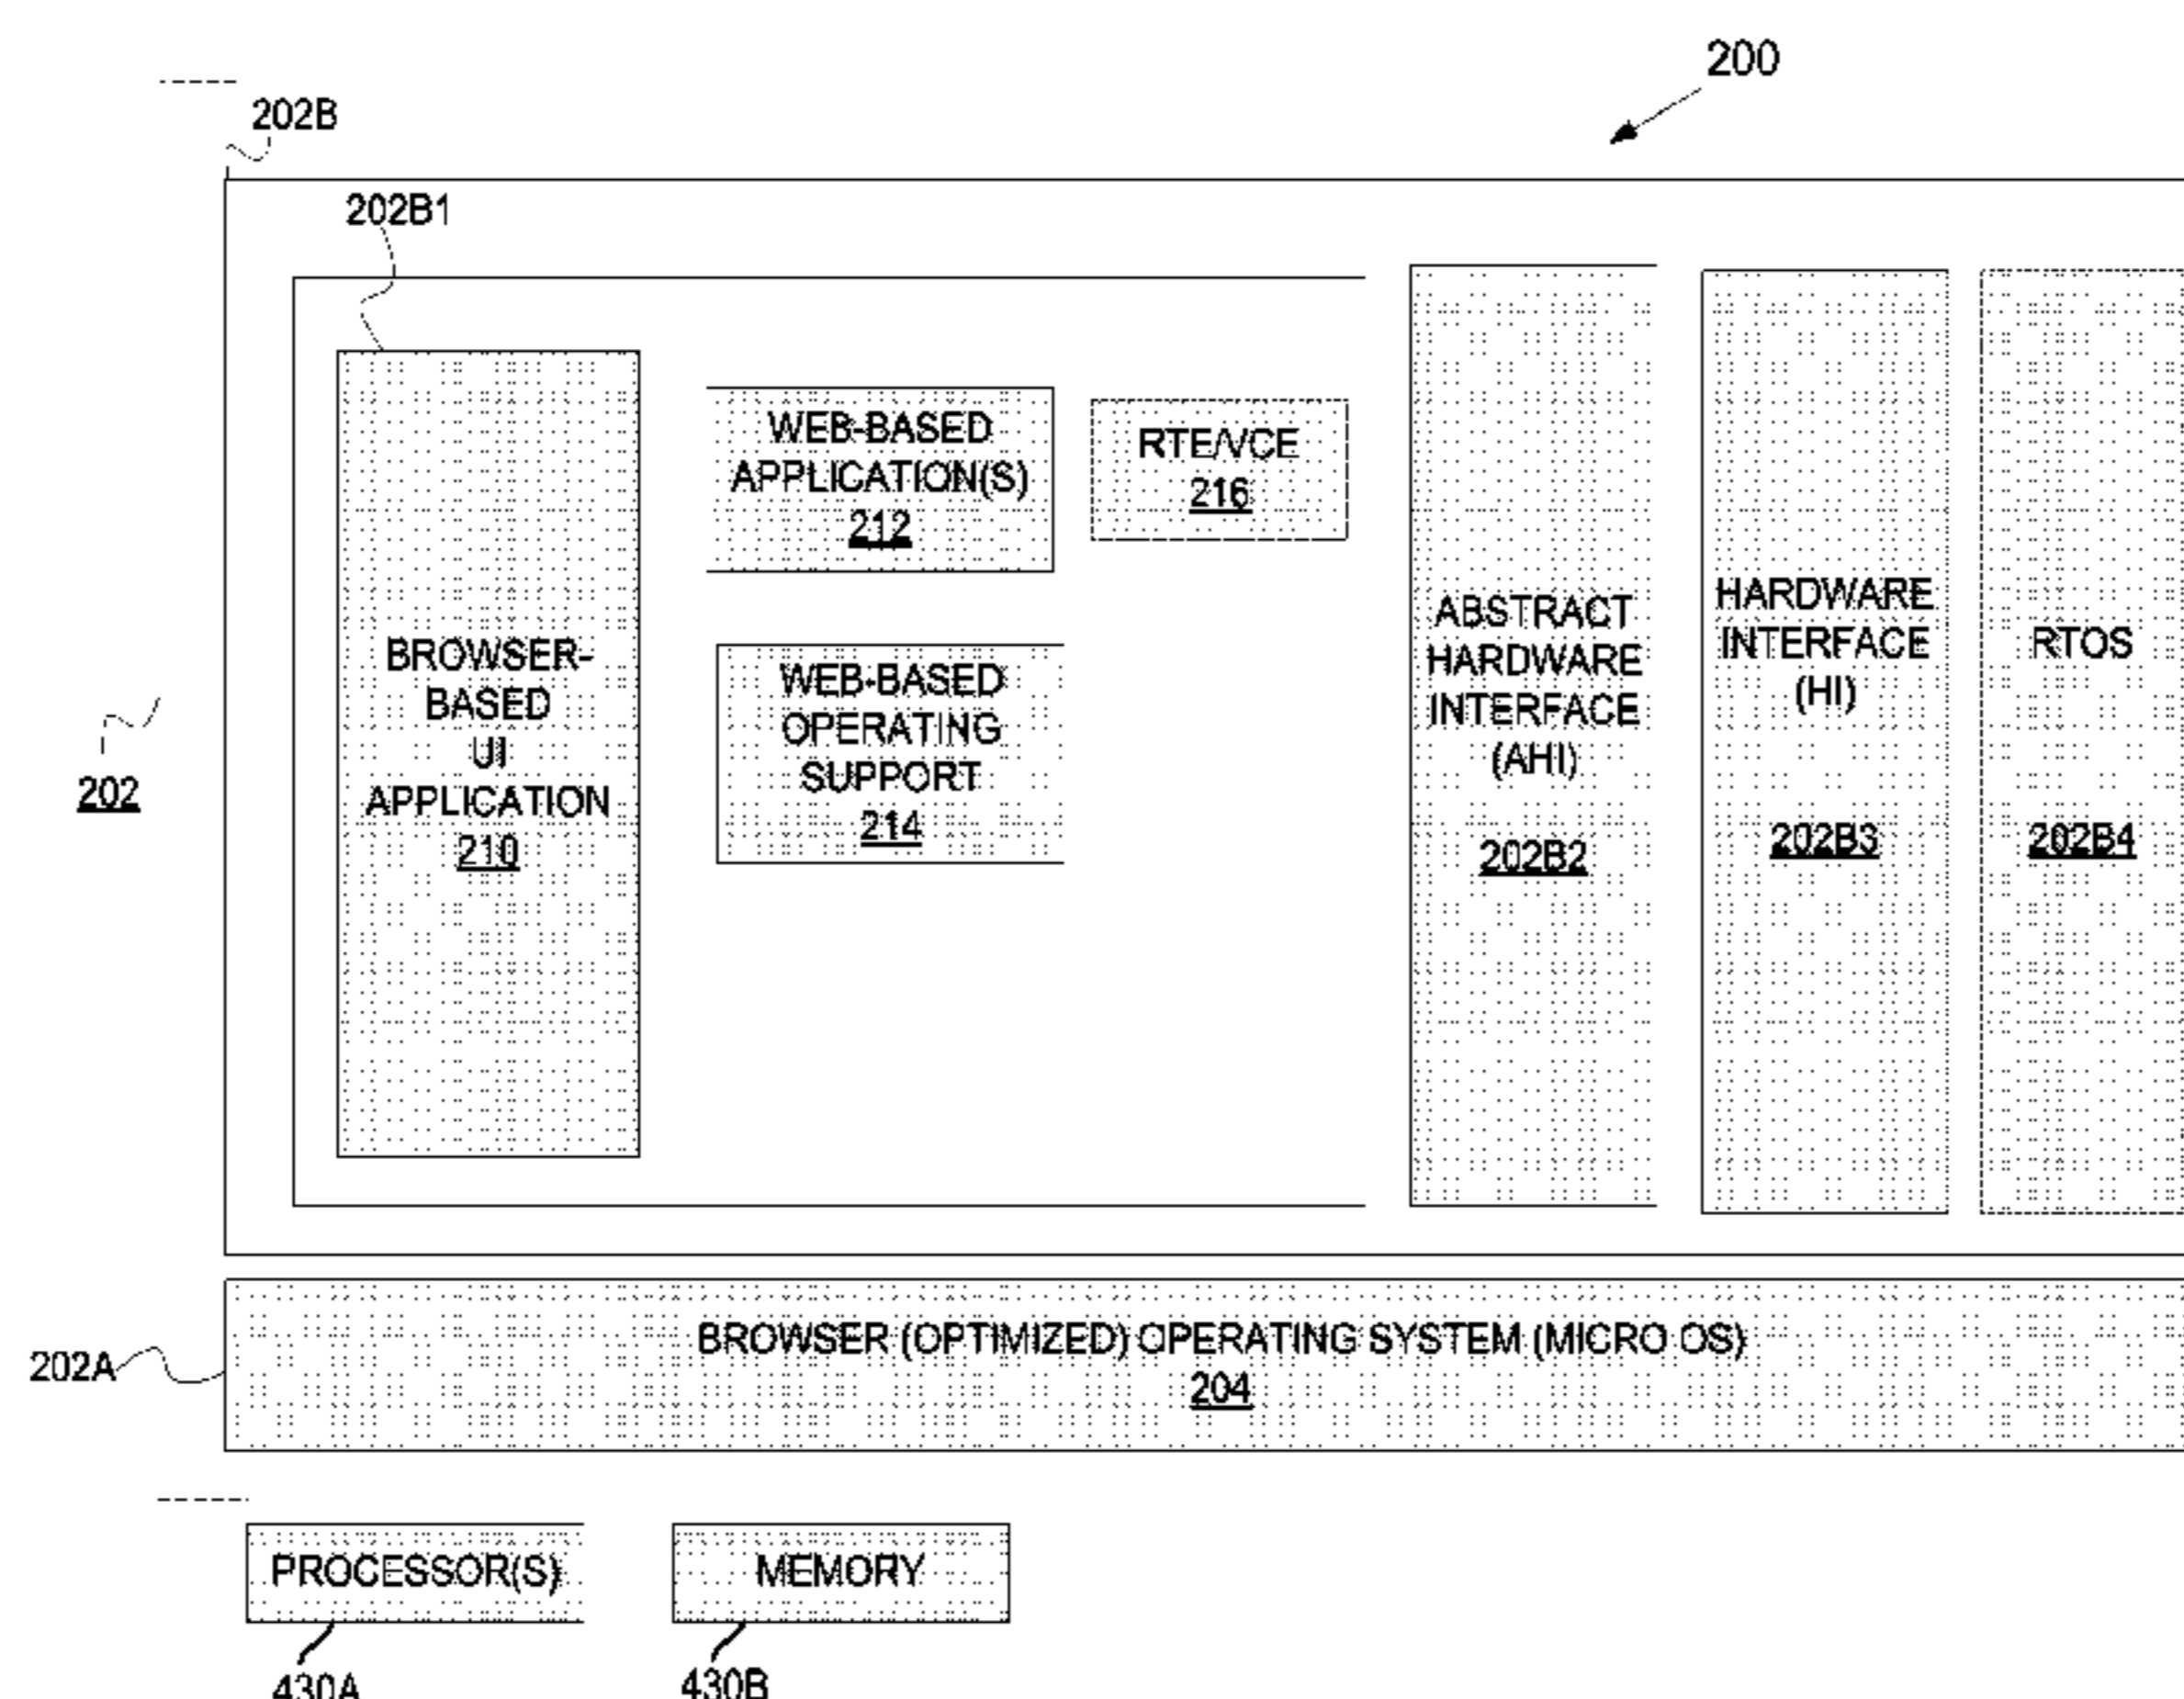 200
202B
202B1
WEB-BASED
APPLICATION(S)
212
RTE/VCE
216
BROWSER-
BASED
UI
APPLICATION
210
WEB-BASED
OPERATING
SUPPORT
214
ABSTRACT
HARDWARE
INTERFACE
(AHI)
202B2
HARDWARE
INTERFACE
(HI)
202B3
RTOS
202B4
202
BROWSER (OPTIMIZED) OPERATING SYSTEM (MICRO OS)
204
202A
PROCESSOR(S)
MEMORY
430A
430B